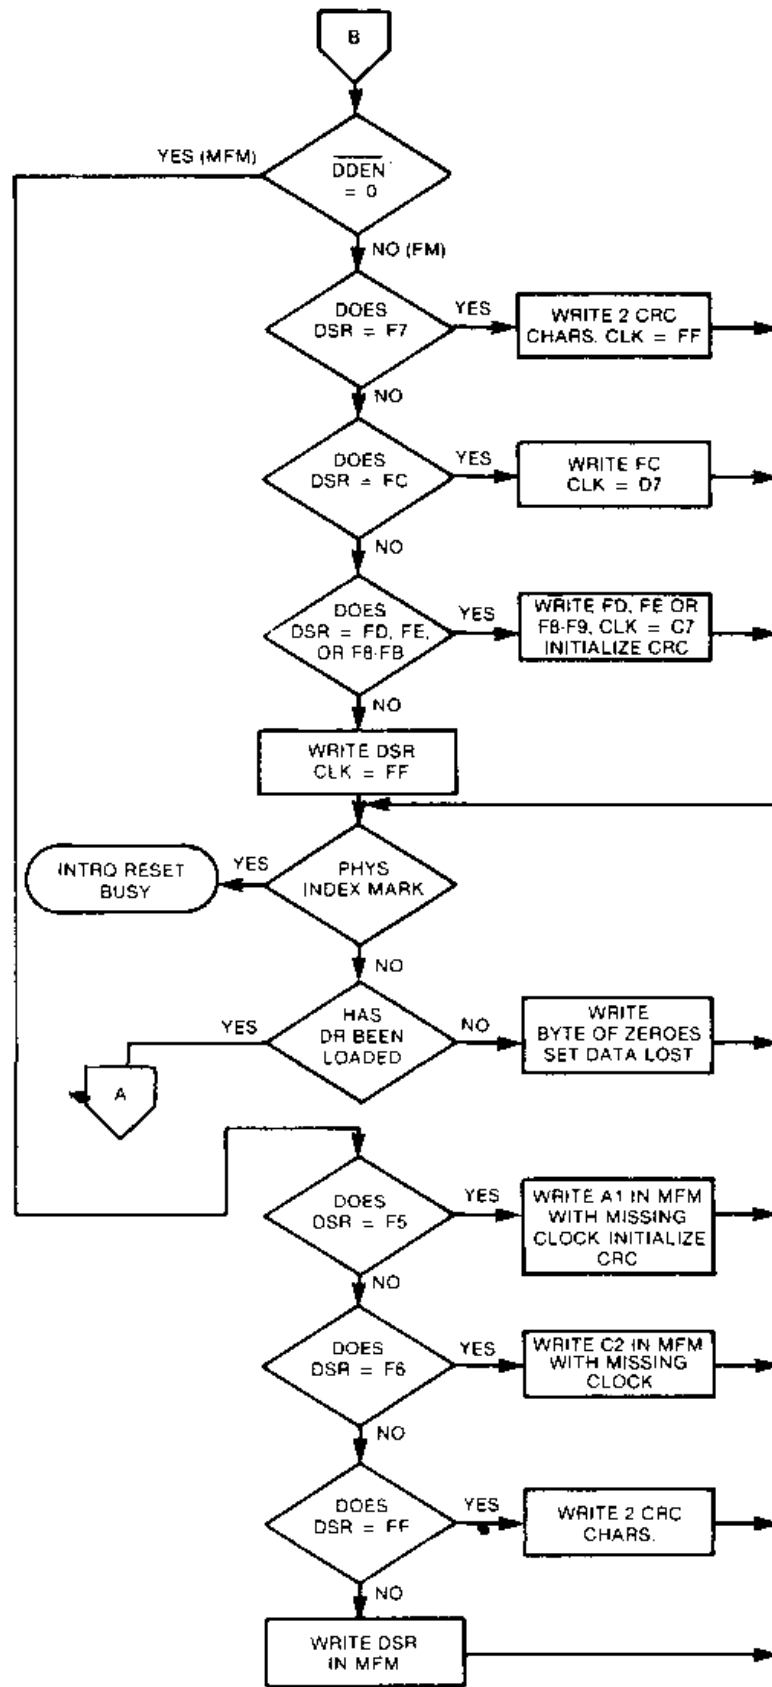 B
YES (MFM)
DDEN
= 0
NO (FM)
DOES
DSR = F7
YES
WRITE 2 CRC
CHARS. CLK = FF
NO
DOES
DSR = FC
YES
WRITE FC
CLK = D7
NO
DOES
DSR = FD, FE,
OR F8-FB
YES
WRITE FD, FE OR
F8-F9, CLK = C7
INITIALIZE CRC
NO
WRITE DSR
CLK = FF
INTRQ RESET
BUSY
YES
PHYS
INDEX MARK
NO
YES
HAS
DR BEEN
LOADED
NO
WRITE
BYTE OF ZEROES
SET DATA LOST
A
DOES
DSR = F5
YES
WRITE A1 IN MFM
WITH MISSING
CLOCK INITIALIZE
CRC
NO
DOES
DSR = F6
YES
WRITE C2 IN MFM
WITH MISSING
CLOCK
NO
DOES
DSR = FF
YES
WRITE 2 CRC
CHARS.
NO
WRITE DSR
IN MFM